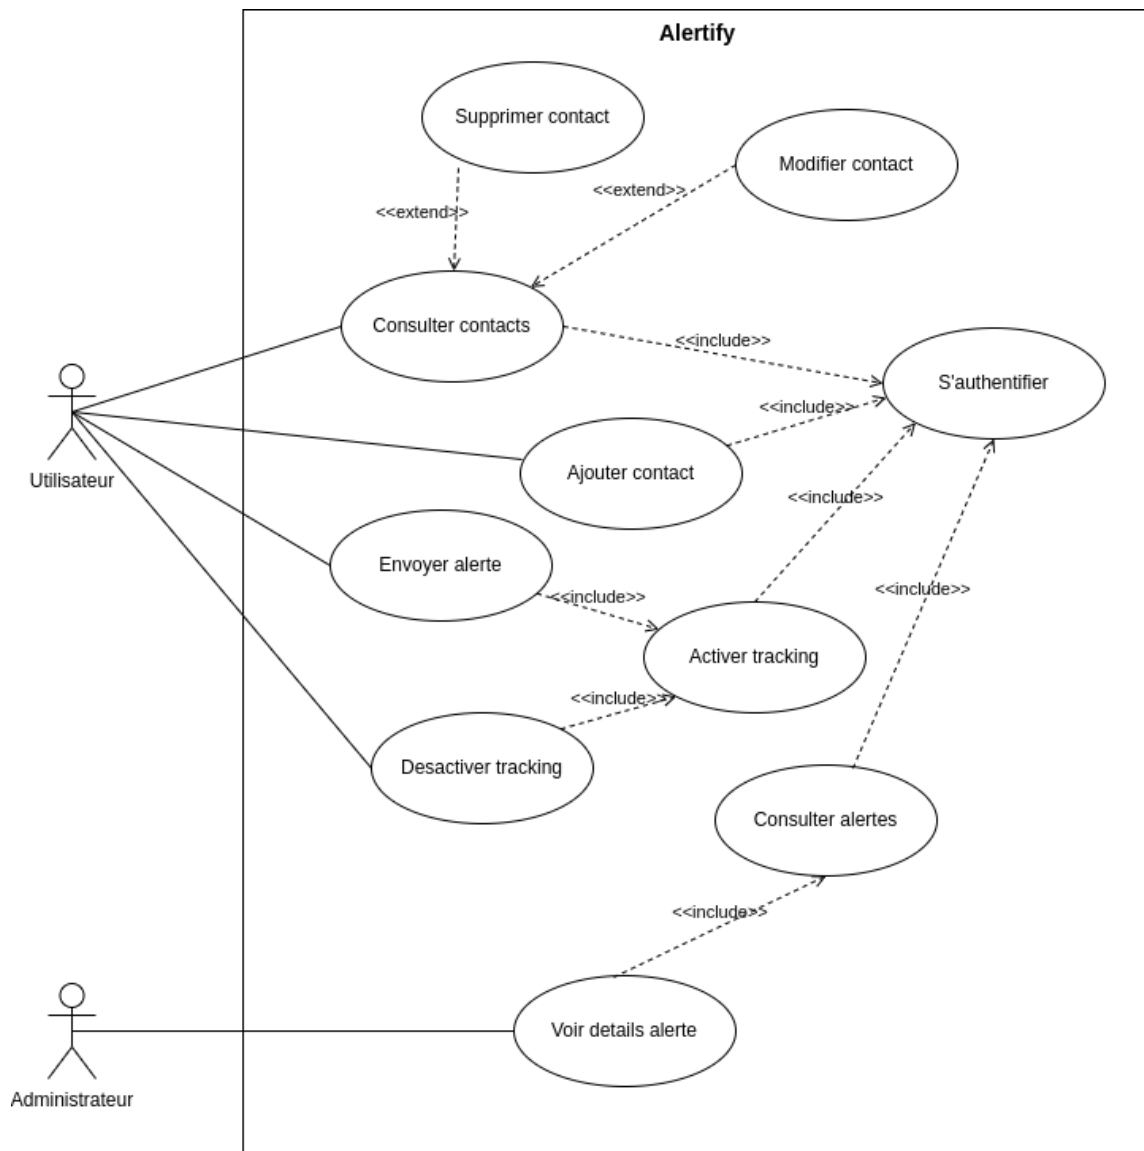 Alertify
Supprimer contact
Modifier contact
<<extend>>
<<extend>>
Consulter contacts
<<include>>
S'authentifier
<<include>>
Utilisateur
Ajouter contact
<<include>>
Envoyer alerte
<<include>>
<<include>>
Activer tracking
<<include>>
Desactiver tracking
Consulter alertes
<<include>>
Voir details alerte
Administrateur